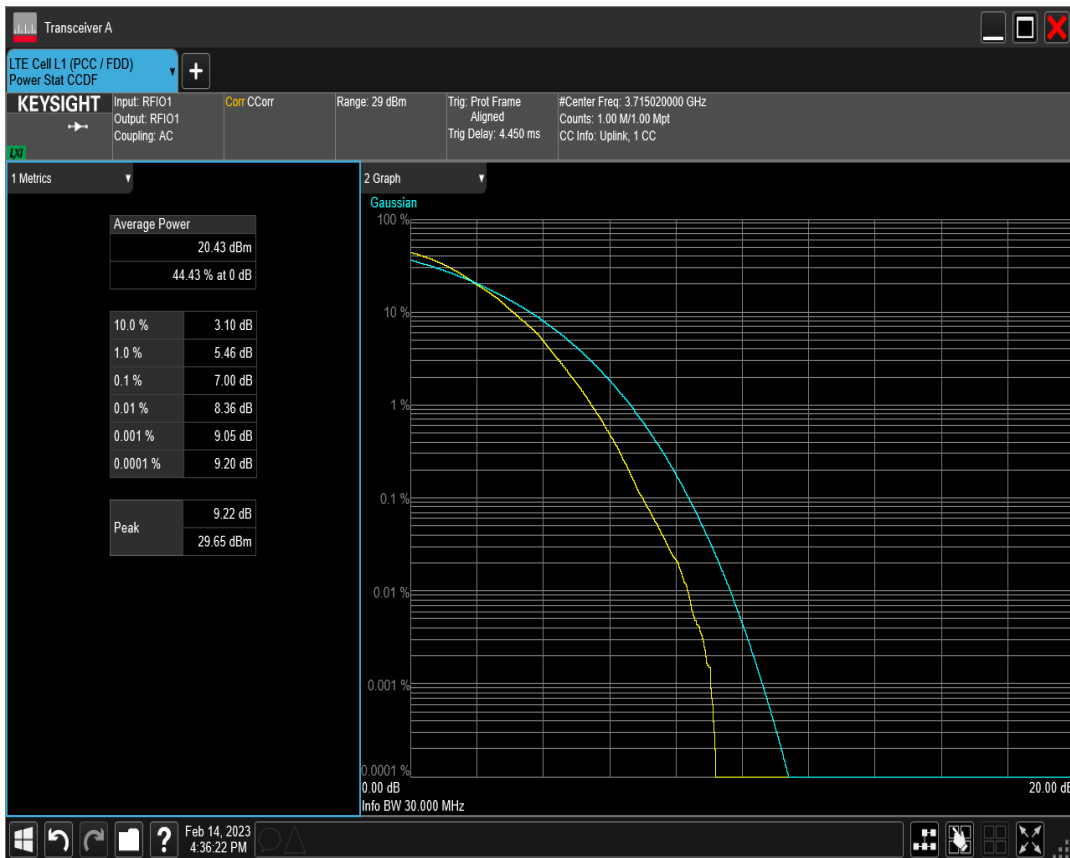 Transceiver A
LTE Cell L1 (PCC / FDD)
Power Stat CCDF
KEYSIGHT
LXI
Input: RFIO1
Output: RFIO1
Coupling: AC
Corr CCorr
Range: 29 dBm
Trig: Prot Frame
Aligned
Trig Delay: 4.450 ms
#Center Freq: 3.715020000 GHz
Counts: 1.00 M/1.00 Mpt
CC Info: Uplink, 1 CC
1 Metrics
Average Power
20.43 dBm
44.43 % at 0 dB
10.0 % 3.10 dB
1.0 % 5.46 dB
0.1 % 7.00 dB
0.01 % 8.36 dB
0.001 % 9.05 dB
0.0001 % 9.20 dB
Peak
9.22 dB
29.65 dBm
2 Graph
Gaussian
100 %
10 %
1 %
0.1 %
0.01 %
0.001 %
0.0001 %
0.00 dB
20.00 dB
Info BW 30.000 MHz
?
Feb 14, 2023
4:36:22 PM